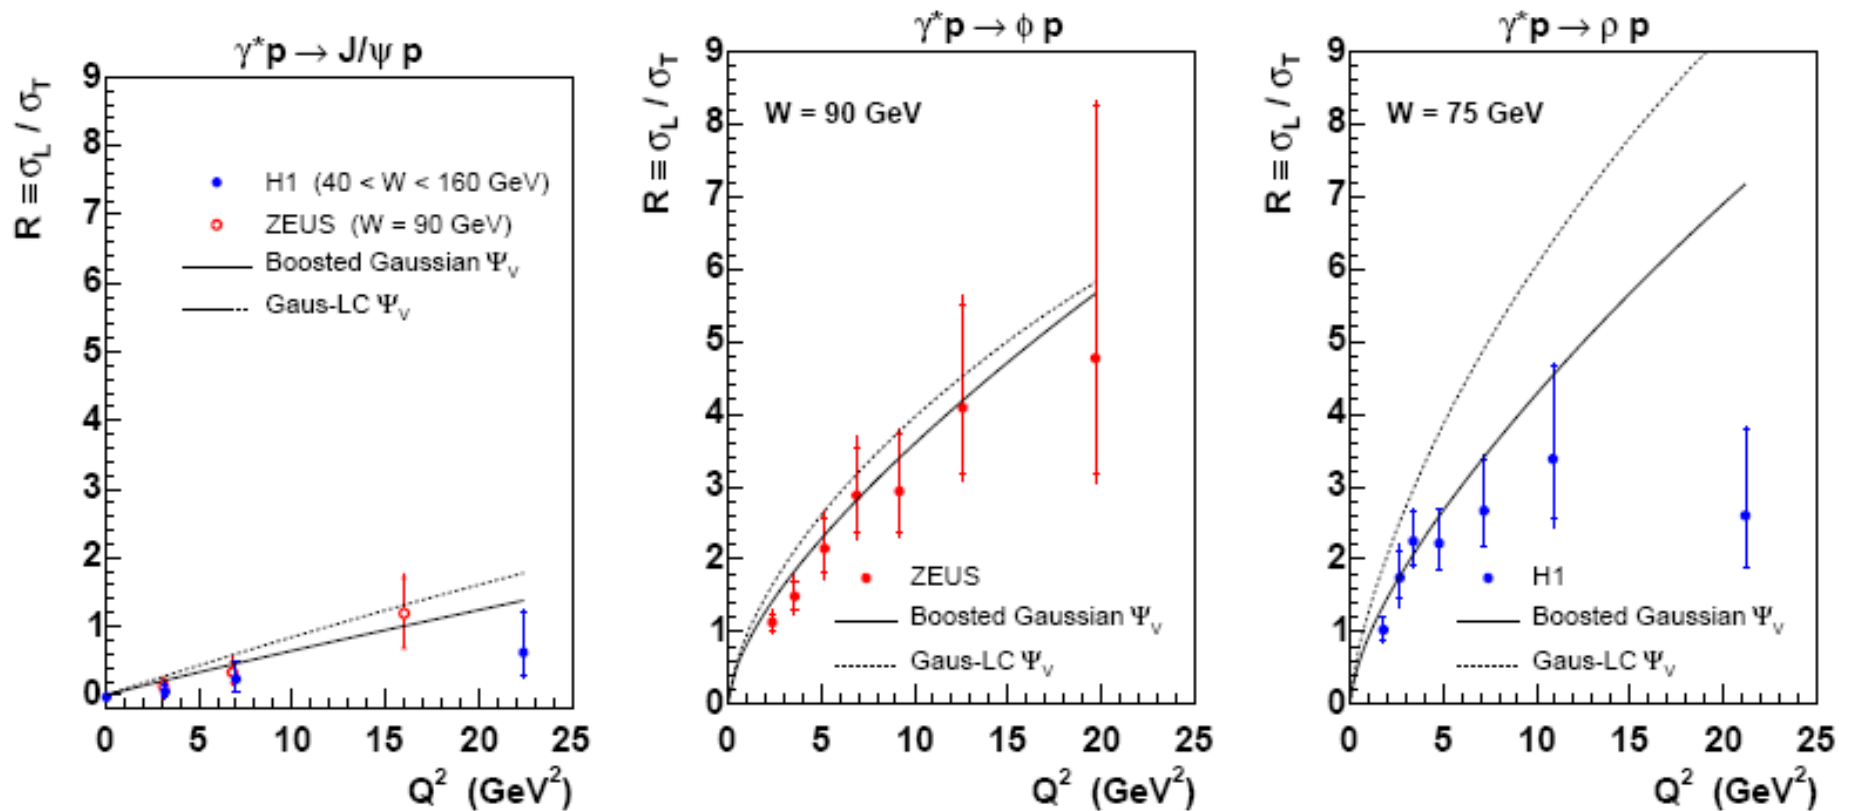 γ*p → J/ψ p
R ≡ σL / σT
9
8
7
6
5
4
3
2
1
0
H1 (40 < W < 160 GeV)
ZEUS (W = 90 GeV)
Boosted Gaussian ΨV
Gaus-LC ΨV
0 5 10 15 20 25
Q² (GeV²)
γ*p → ϕ p
R ≡ σL / σT
9
8
7
6
5
4
3
2
1
0
W = 90 GeV
ZEUS
Boosted Gaussian ΨV
Gaus-LC ΨV
0 5 10 15 20 25
Q² (GeV²)
γ*p → ρ p
R ≡ σL / σT
9
8
7
6
5
4
3
2
1
0
W = 75 GeV
H1
Boosted Gaussian ΨV
Gaus-LC ΨV
0 5 10 15 20 25
Q² (GeV²)